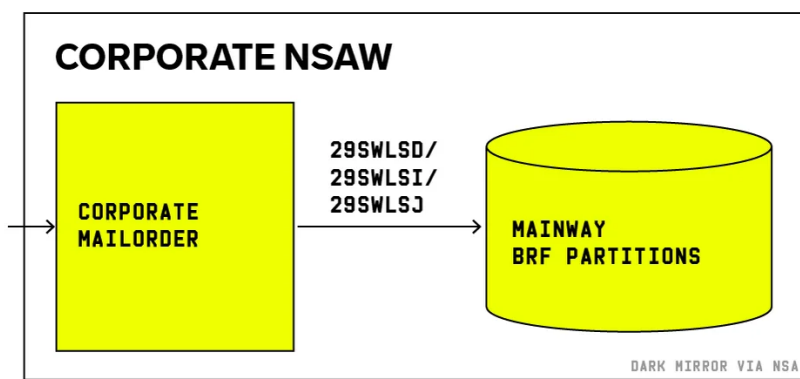 CORPORATE NSAW
CORPORATE
MAILORDER
29SWLSD/
29SWLSI/
29SWLSJ
MAINWAY
BRF PARTITIONS
DARK MIRROR VIA NSA